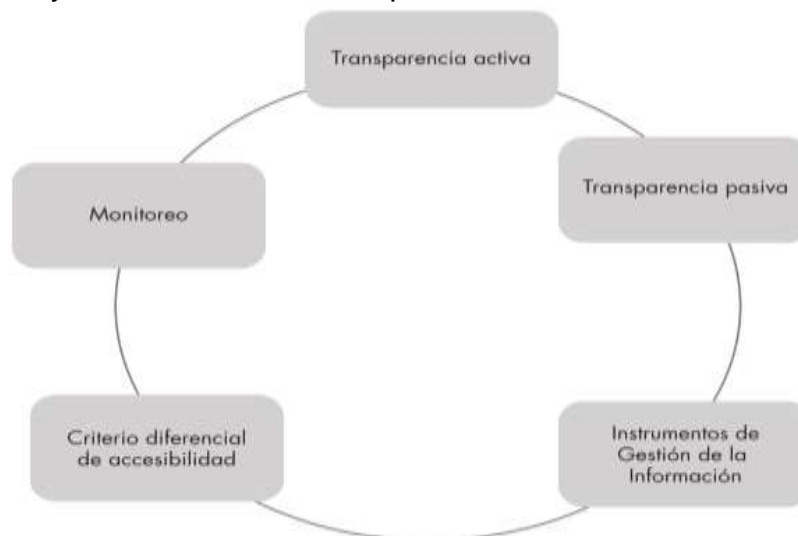 Transparencia activa
Transparencia pasiva
Monitoreo
Criterio diferencial
de accesibilidad
Instrumentos de
Gestión de la
Información